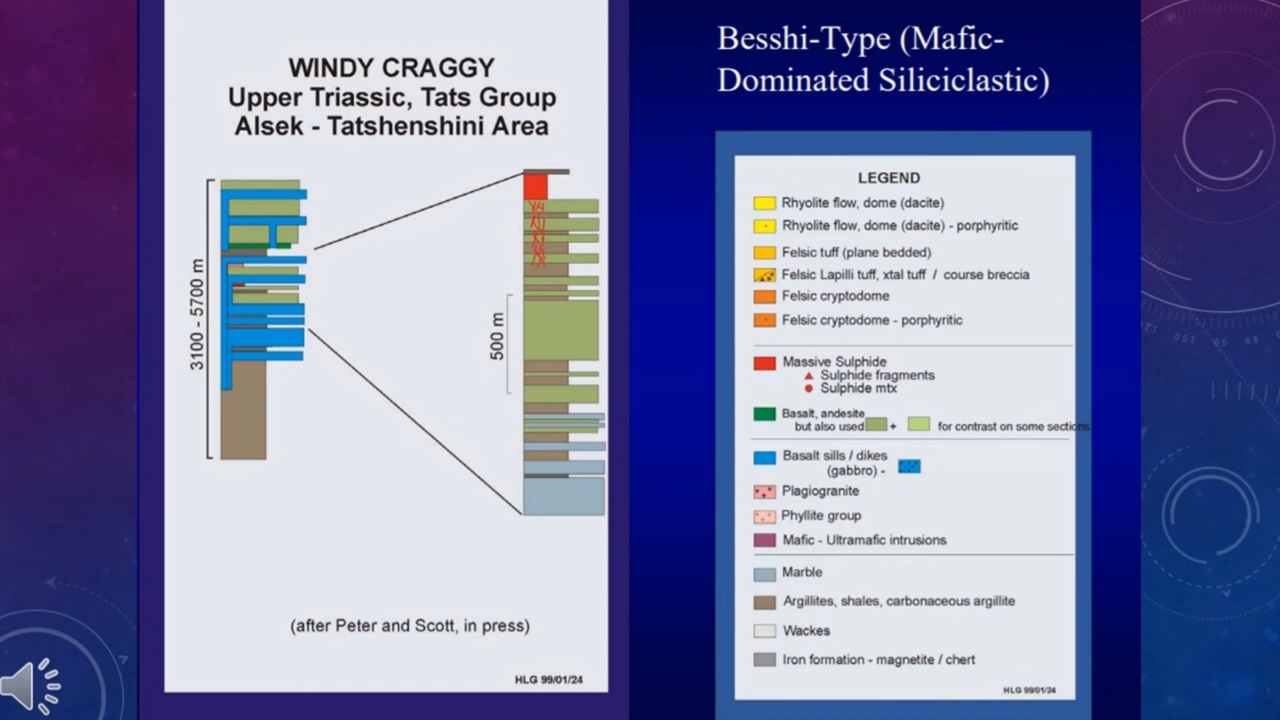 WINDY CRAGGY
Upper Triassic, Tats Group
Alsek - Tatshenshini Area
3100 - 5700 m
500 m
(after Peter and Scott, in press)
HLG 99/01/24
Besshi-Type (Mafic-
Dominated Siliciclastic)
LEGEND
Rhyolite flow, dome (dacite)
Rhyolite flow, dome (dacite) - porphyritic
Felsic tuff (plane bedded)
Felsic Lapilli tuff, xtal tuff / course breccia
Felsic cryptodome
Felsic cryptodome - porphyritic
Massive Sulphide
Sulphide fragments
Sulphide mtx
Basalt, andesite
but also used + for contrast on some sections
Basalt sills / dikes
(gabbro) -
Plagiogranite
Phyllite group
Mafic - Ultramafic intrusions
Marble
Argillites, shales, carbonaceous argillite
Wackes
Iron formation - magnetite / chert
HLG 99/01/24